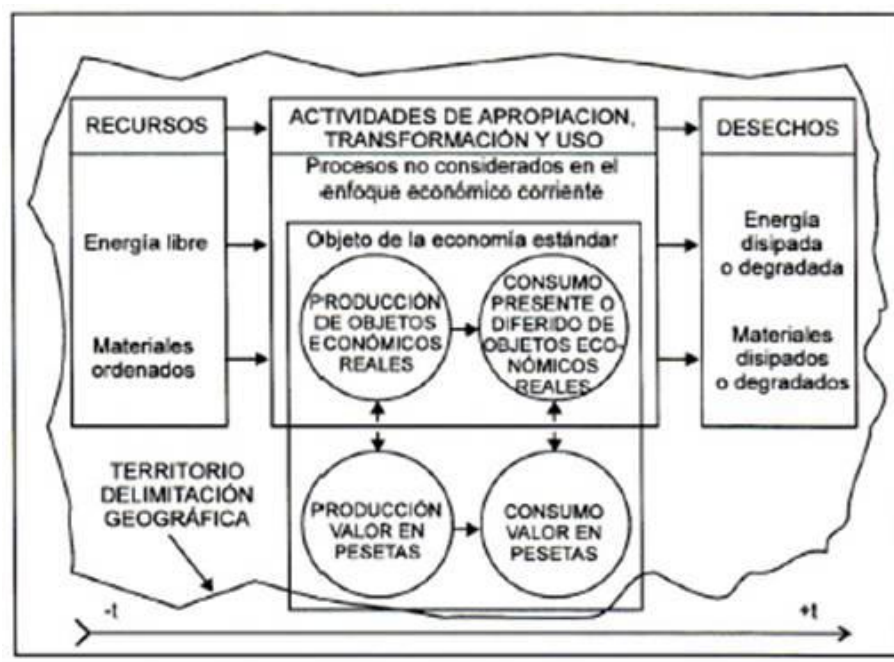 RECURSOS
ACTIVIDADES DE APROPIACION,
TRANSFORMACIÓN Y USO
DESECHOS
Procesos no considerados en el
enfoque económico corriente
Energía libre
Materiales
ordenados
Objeto de la economía estándar
PRODUCCIÓN
DE OBJETOS
ECONÓMICOS
REALES
CONSUMO
PRESENTE O
DIFERIDO DE
OBJETOS ECO-
NÓMICOS
REALES
Energía
disipada
o degradada
Materiales
disipados
o degradados
TERRITORIO
DELIMITACIÓN
GEOGRÁFICA
PRODUCCIÓN
VALOR EN
PESETAS
CONSUMO
VALOR EN
PESETAS
-t
+t